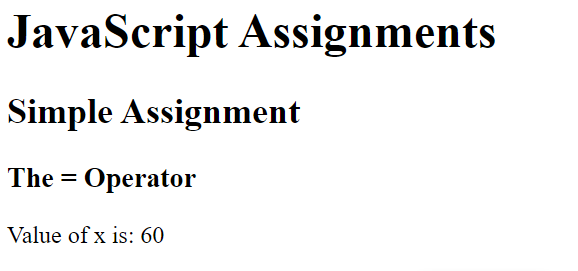 JavaScript Assignments
Simple Assignment
The = Operator
Value of x is: 60